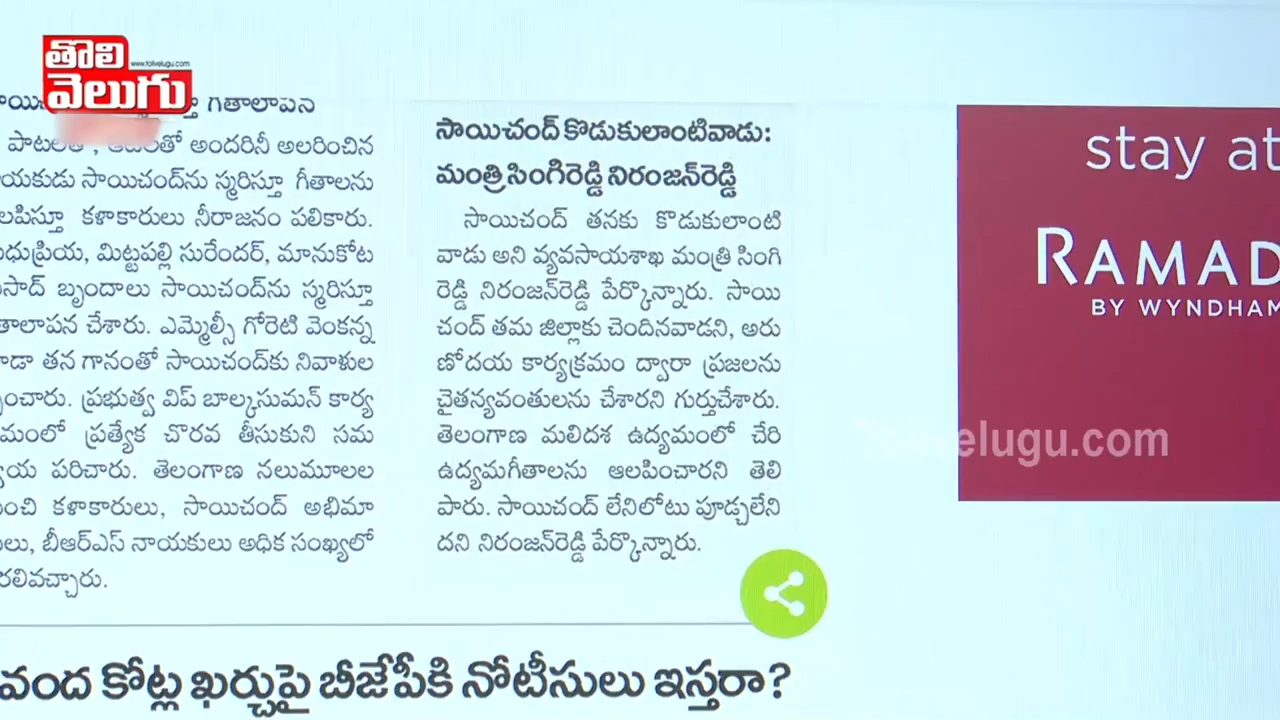 తొలి
www.tolivelugu.com
వెలుగు
గీతాలాపన
పాటలతో, ఆటలతో అందరినీ అలరించిన
యకుడు సాయిచంద్‌ను స్మరిస్తూ గీతాలను
లపిస్తూ కళాకారులు నీరాజనం పలికారు.
ధుప్రియ, మిట్టపల్లి సురేందర్, మానుకోట
సాద్ బృందాలు సాయిచంద్‌ను స్మరిస్తూ
తాలాపన చేశారు. ఎమ్మెల్సీ గోరెటి వెంకన్న
డా తన గానంతో సాయిచంద్‌కు నివాళుల
ంచారు. ప్రభుత్వ విప్ బాల్కసుమన్ కార్య
మంలో ప్రత్యేక చొరవ తీసుకుని సమ
వయ పరిచారు. తెలంగాణ నలుమూలల
ంచి కళాకారులు, సాయిచంద్ అభిమా
లు, బీఆర్ఎస్ నాయకులు అధిక సంఖ్యలో
రలివచ్చారు.
సాయిచంద్ కొడుకులాంటివాడు:
మంత్రి సింగిరెడ్డి నిరంజన్‌రెడ్డి
సాయిచంద్ తనకు కొడుకులాంటి
వాడు అని వ్యవసాయశాఖ మంత్రి సింగి
రెడ్డి నిరంజన్‌రెడ్డి పేర్కొన్నారు. సాయి
చంద్ తమ జిల్లాకు చెందినవాడని, అరు
ణోదయ కార్యక్రమం ద్వారా ప్రజలను
చైతన్యవంతులను చేశారని గుర్తుచేశారు.
తెలంగాణ మలిదశ ఉద్యమంలో చేరి
ఉద్యమగీతాలను ఆలపించారని తెలి
పారు. సాయిచంద్ లేనిలోటు పూడ్చలేని
దని నిరంజన్‌రెడ్డి పేర్కొన్నారు.
వంద కోట్ల ఖర్చుపై బీజేపీకి నోటీసులు ఇస్తరా?
stay at
RAMAD
BY WYNDHAM
Tolivelugu.com